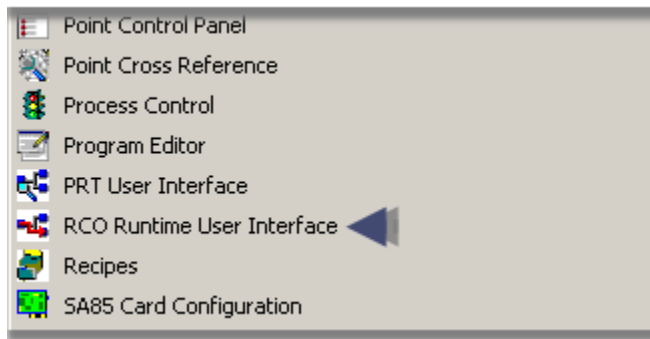 Point Control Panel
Point Cross Reference
Process Control
Program Editor
PRT User Interface
RCO Runtime User Interface
Recipes
SA85 Card Configuration